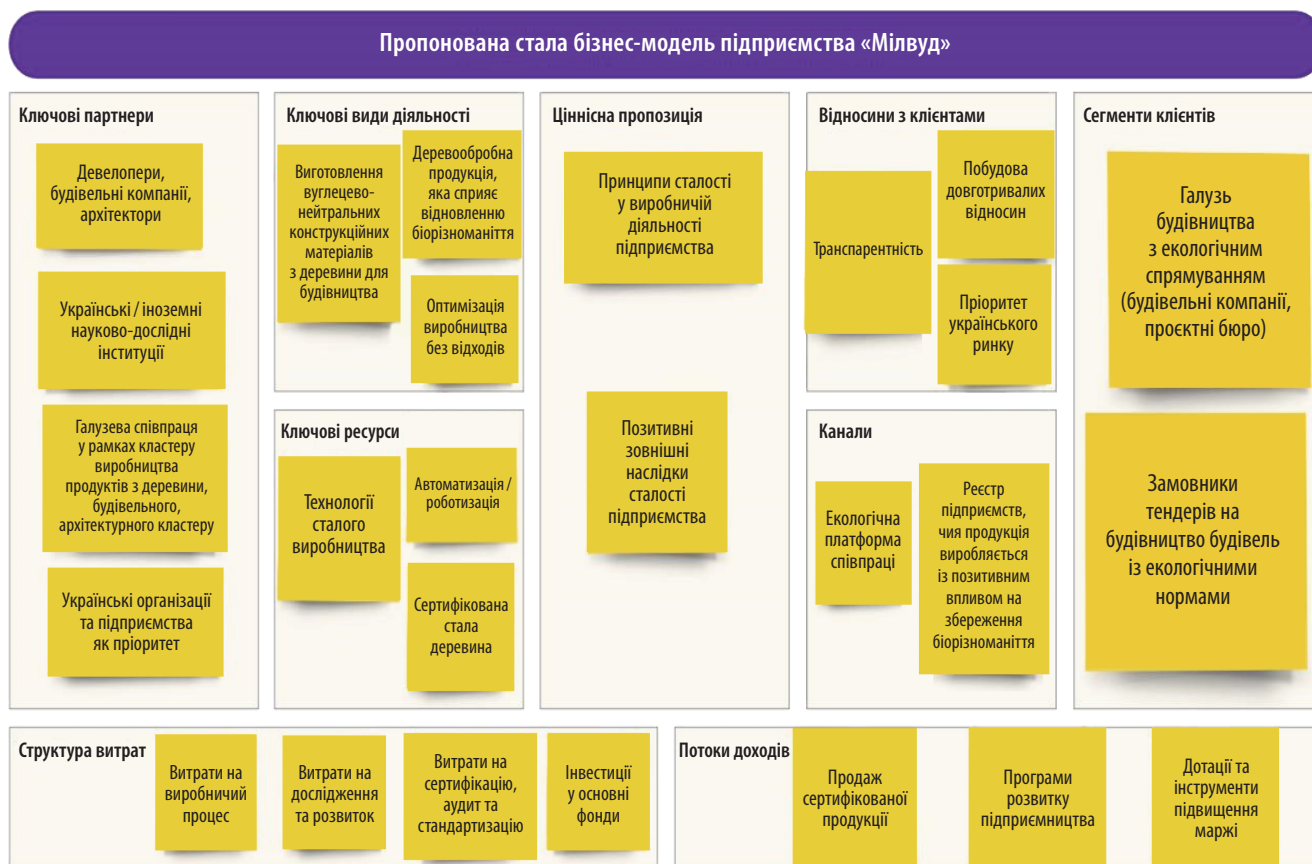 Пропонована стала бізнес-модель підприємства «Мілвуд»
Ключові партнери
Девелопери,
будівельні компанії,
архітектори
Українські / іноземні
науково-дослідні
інституції
Галузева співпраця
у рамках кластеру
виробництва
продуктів з деревини,
будівельного,
архітектурного кластеру
Українські організації
та підприємства
як пріоритет
Ключові види діяльності
Виготовлення
вуглецево-
нейтральних
конструкційних
матеріалів
з деревини для
будівництва
Деревообробна
продукція,
яка сприяє
відновленню
біорізноманіття
Оптимізація
виробництва
без відходів
Ключові ресурси
Технології
сталого
виробництва
Автоматизація /
роботизація
Сертифікована
стала
деревина
Ціннісна пропозиція
Принципи сталості
у виробничій
діяльності
підприємства
Позитивні
зовнішні
наслідки
сталості
підприємства
Відносини з клієнтами
Транспарентність
Побудова
довготривалих
відносин
Пріоритет
українського
ринку
Канали
Екологічна
платформа
співпраці
Реєстр
підприємств,
чия продукція
виробляється
із позитивним
впливом на
збереження
біорізноманіття
Сегменти клієнтів
Галузь
будівництва
з екологічним
спрямуванням
(будівельні компанії,
проєктні бюро)
Замовники
тендерів на
будівництво будівель
із екологічними
нормами
Структура витрат
Витрати на
виробничий
процес
Витрати на
дослідження
та розвиток
Витрати на
сертифікацію,
аудит та
стандартизацію
Інвестиції
у основні
фонди
Потоки доходів
Продаж
сертифікованої
продукції
Програми
розвитку
підприємництва
Дотації та
інструменти
підвищення
маржі